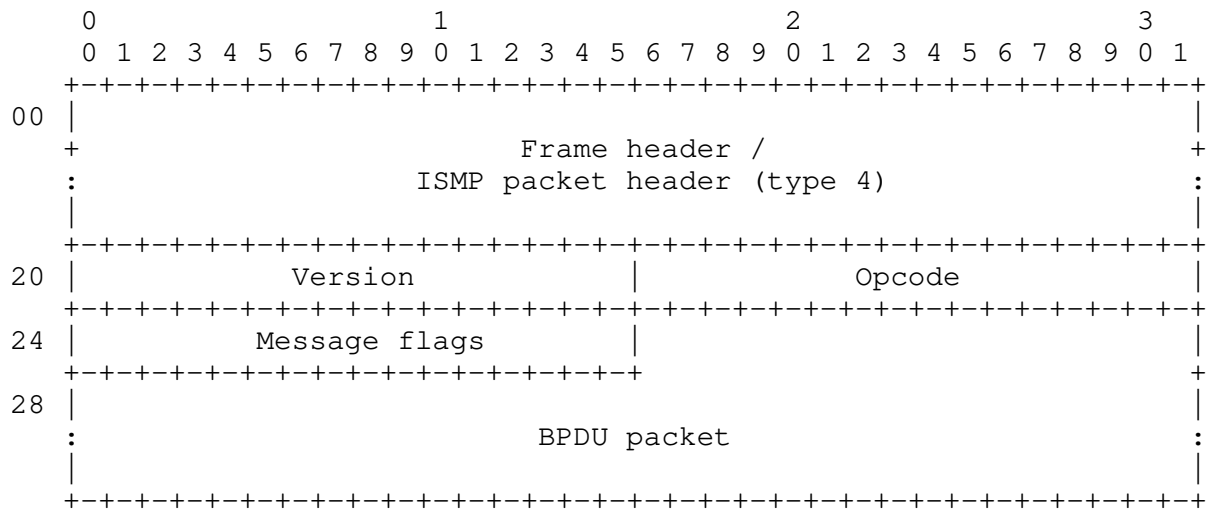 0                   1                   2                   3
    0 1 2 3 4 5 6 7 8 9 0 1 2 3 4 5 6 7 8 9 0 1 2 3 4 5 6 7 8 9 0 1
   +-+-+-+-+-+-+-+-+-+-+-+-+-+-+-+-+-+-+-+-+-+-+-+-+-+-+-+-+-+-+-+-+
00 |                                                               |
   +                         Frame header /                        +
   :                   ISMP packet header (type 4)                 :
   |                                                               |
   +-+-+-+-+-+-+-+-+-+-+-+-+-+-+-+-+-+-+-+-+-+-+-+-+-+-+-+-+-+-+-+-+
20 |            Version            |            Opcode             |
   +-+-+-+-+-+-+-+-+-+-+-+-+-+-+-+-+-+-+-+-+-+-+-+-+-+-+-+-+-+-+-+-+
24 |          Message flags        |                               |
   +-+-+-+-+-+-+-+-+-+-+-+-+-+-+-+-+                               +
28 |                                                               |
   :                          BPDU packet                          :
   |                                                               |
   +-+-+-+-+-+-+-+-+-+-+-+-+-+-+-+-+-+-+-+-+-+-+-+-+-+-+-+-+-+-+-+-+